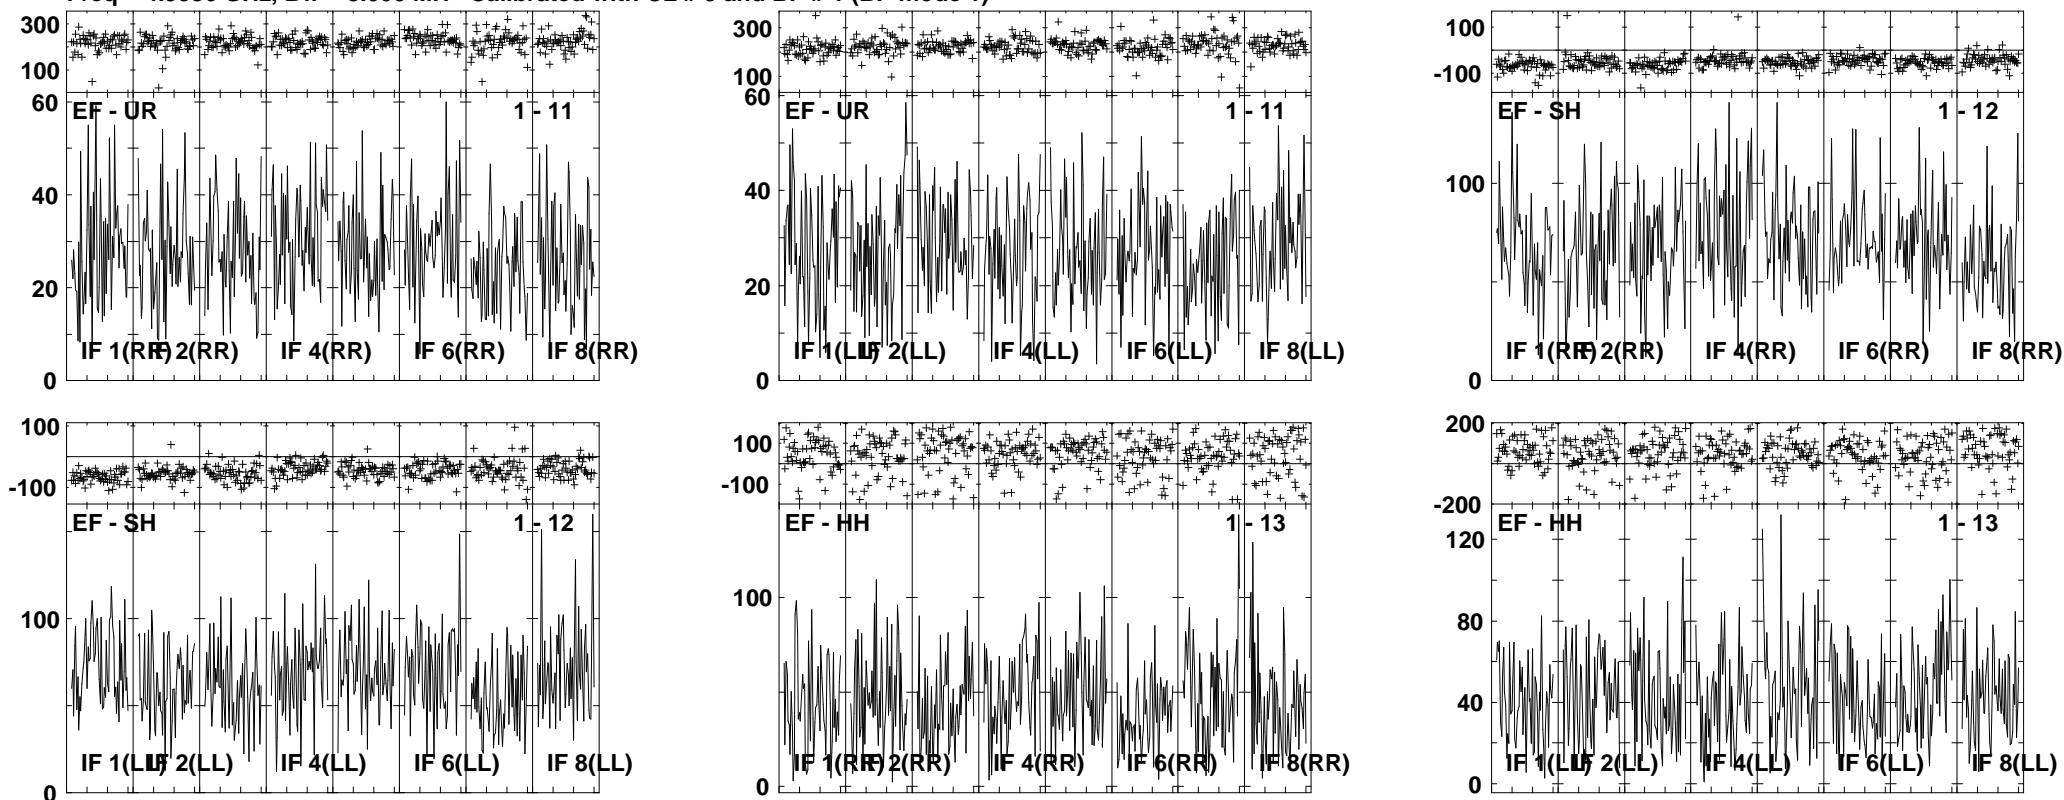 300
100
60
EF - UR 1 - 11
40
20
IF 1(RR) IF 2(RR) IF 4(RR) IF 6(RR) IF 8(RR)
0
300
100
60
EF - UR 1 - 11
40
20
IF 1(LL) IF 2(LL) IF 4(LL) IF 6(LL) IF 8(LL)
0
100
-100
EF - SH 1 - 12
100
IF 1(RR) IF 2(RR) IF 4(RR) IF 6(RR) IF 8(RR)
0
100
-100
EF - SH 1 - 12
100
IF 1(LL) IF 2(LL) IF 4(LL) IF 6(LL) IF 8(LL)
0
100
-100
EF - HH 1 - 13
100
IF 1(RR) IF 2(RR) IF 4(RR) IF 6(RR) IF 8(RR)
0
200
-200
EF - HH 1 - 13
120
80
40
IF 1(LL) IF 2(LL) IF 4(LL) IF 6(LL) IF 8(LL)
0